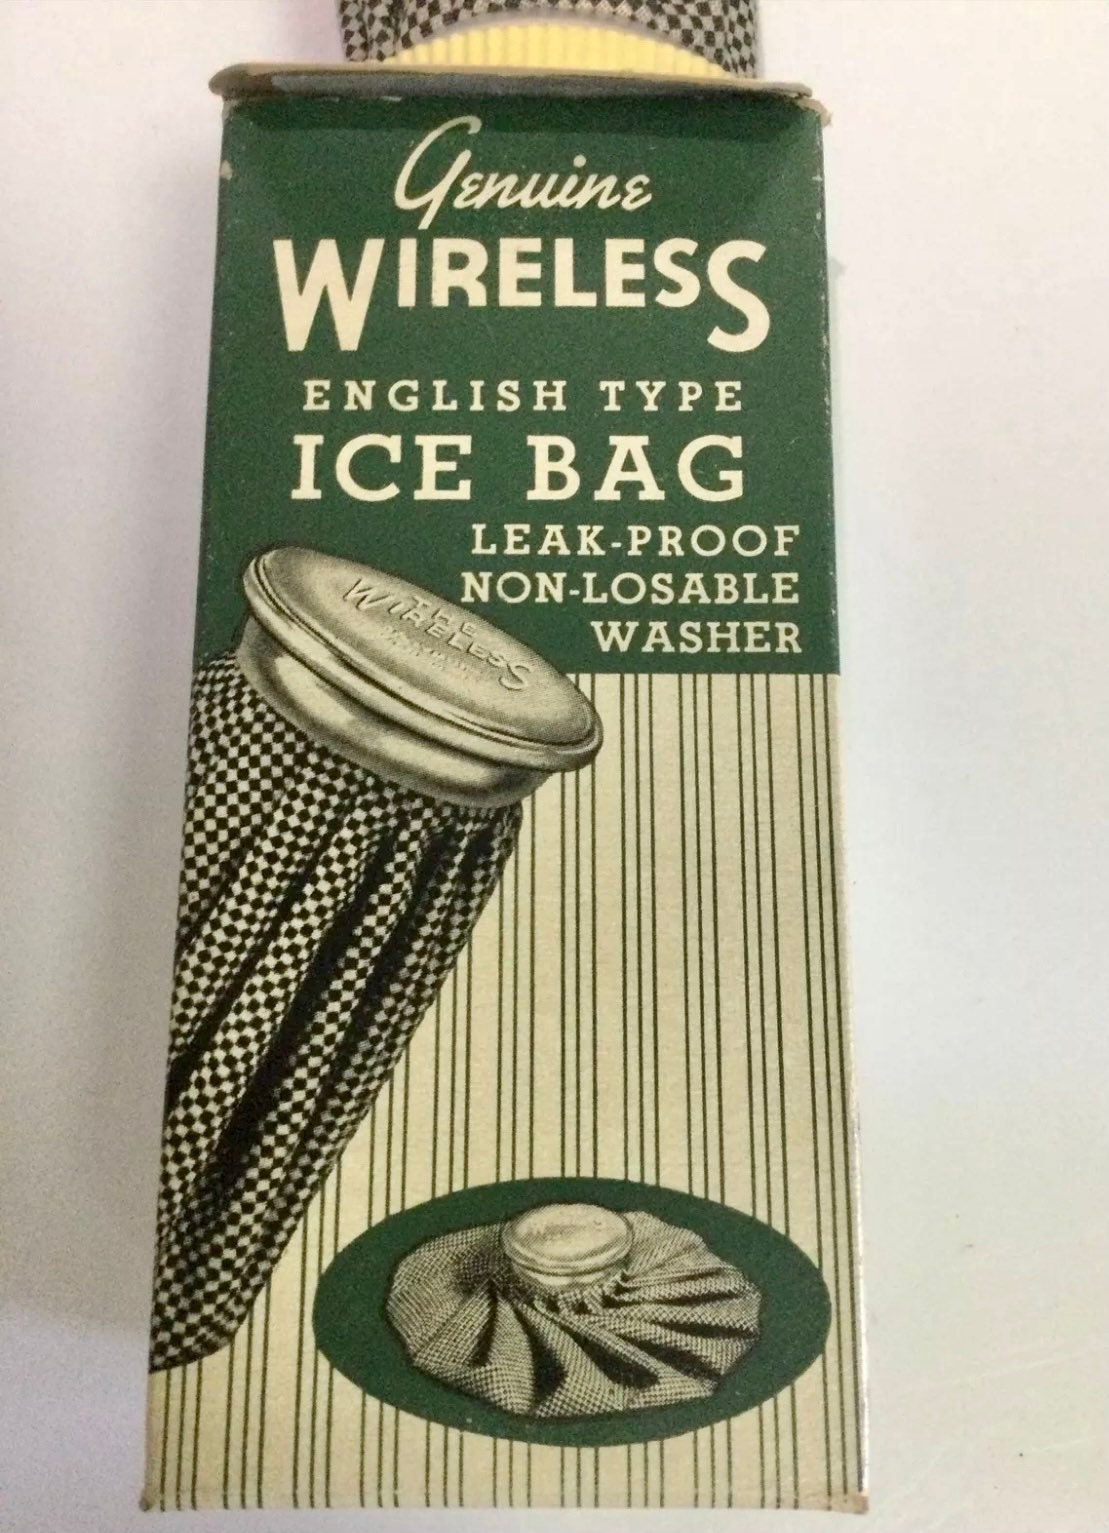 Genuine
WIRELESS
ENGLISH TYPE
ICE BAG
LEAK-PROOF
NON-LOSABLE
WASHER
THE
WIRELESS